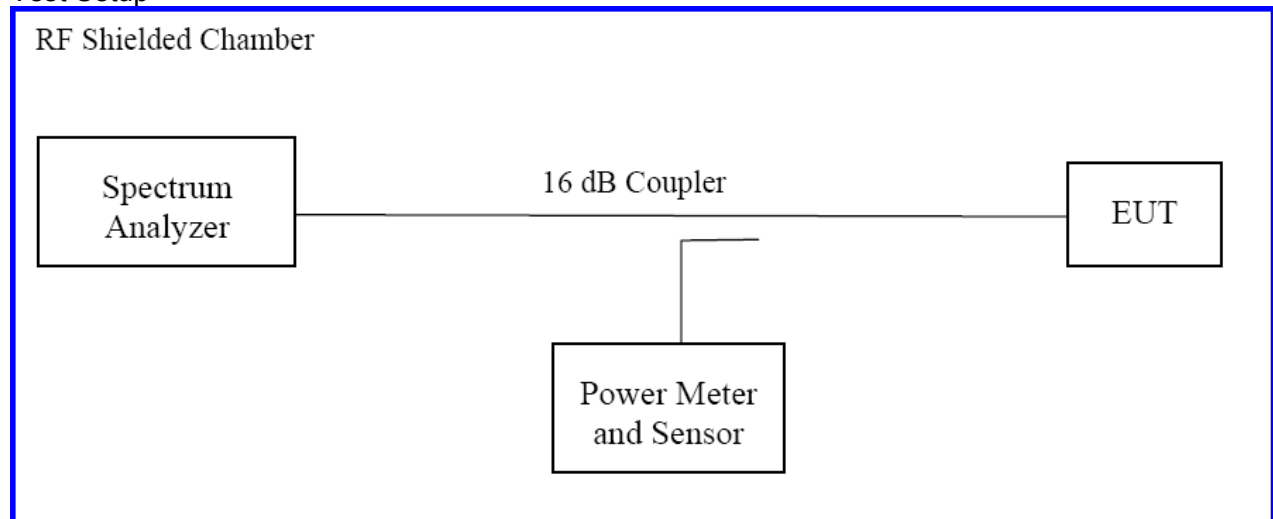 RF Shielded Chamber
16 dB Coupler
Spectrum
Analyzer
EUT
Power Meter
and Sensor